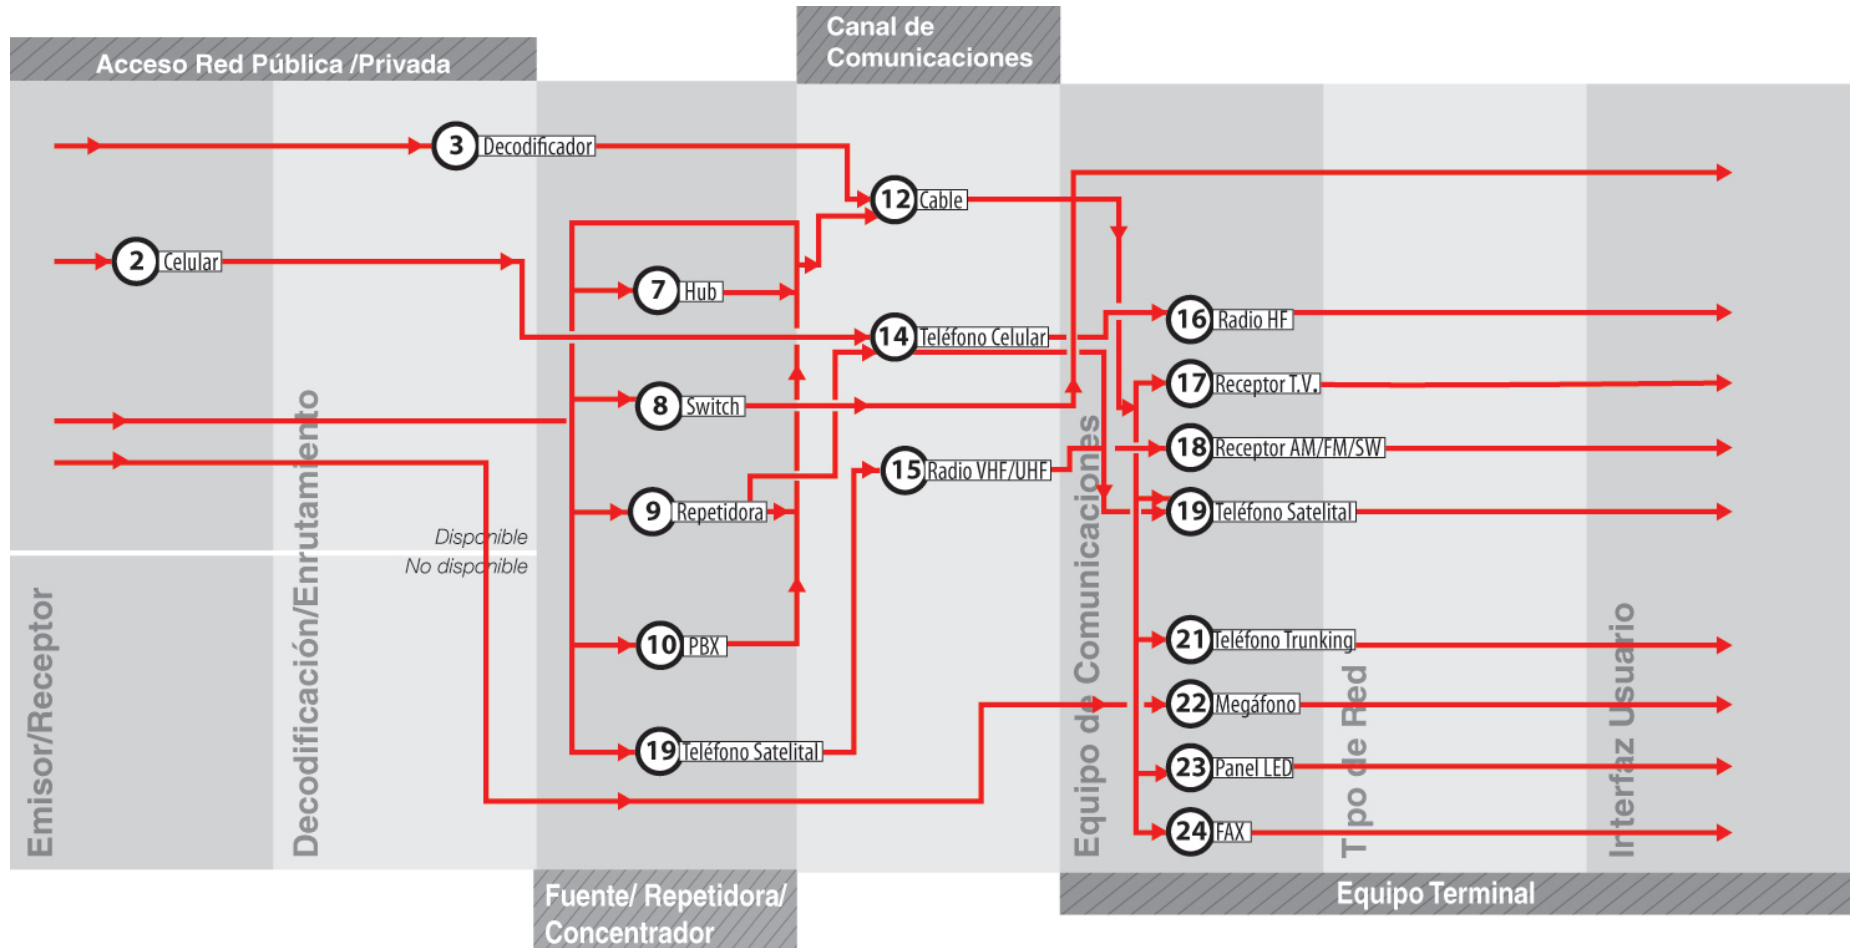 Canal de
Comunicaciones
Acceso Red Pública /Privada
3 Decodificador
12 Cable
2 Celular
7 Hub
16 Radio HF
14 Teléfono Celular
17 Receptor T.V.
8 Switch
18 Receptor AM/FM/SW
15 Radio VHF/UHF
9 Repetidora
19 Teléfono Satelital
Disponible
No disponible
10 PBX
21 Teléfono Trunking
22 Megáfono
19 Teléfono Satelital
23 Panel LED
24 FAX
Emisor/Receptor
Decodificación/Enrutamiento
Equipo de Comunicaciones
T po de Red
Interfaz Usuario
Fuente/ Repetidora/
Concentrador
Equipo Terminal